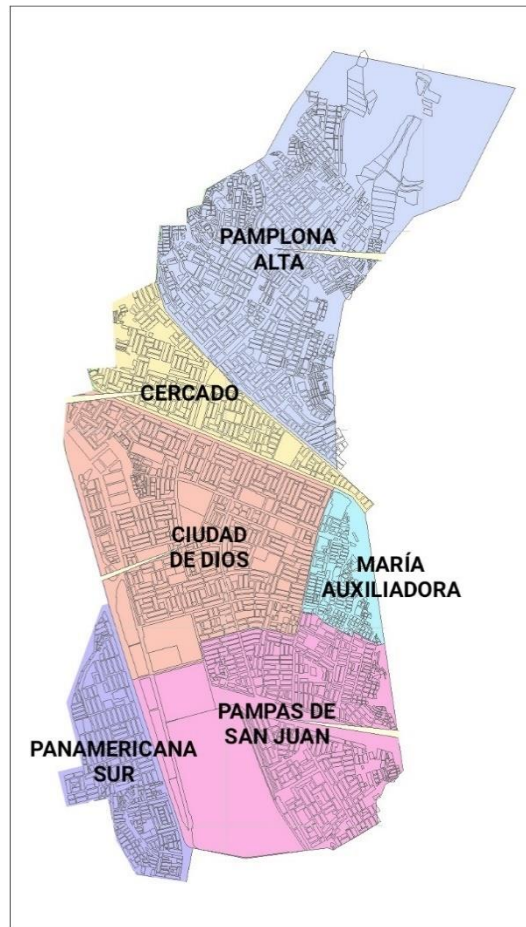 PAMPLONA
ALTA
CERCADO
CIUDAD
DE DIOS
MARÍA
AUXILIADORA
PAMPAS DE
SAN JUAN
PANAMERICANA
SUR